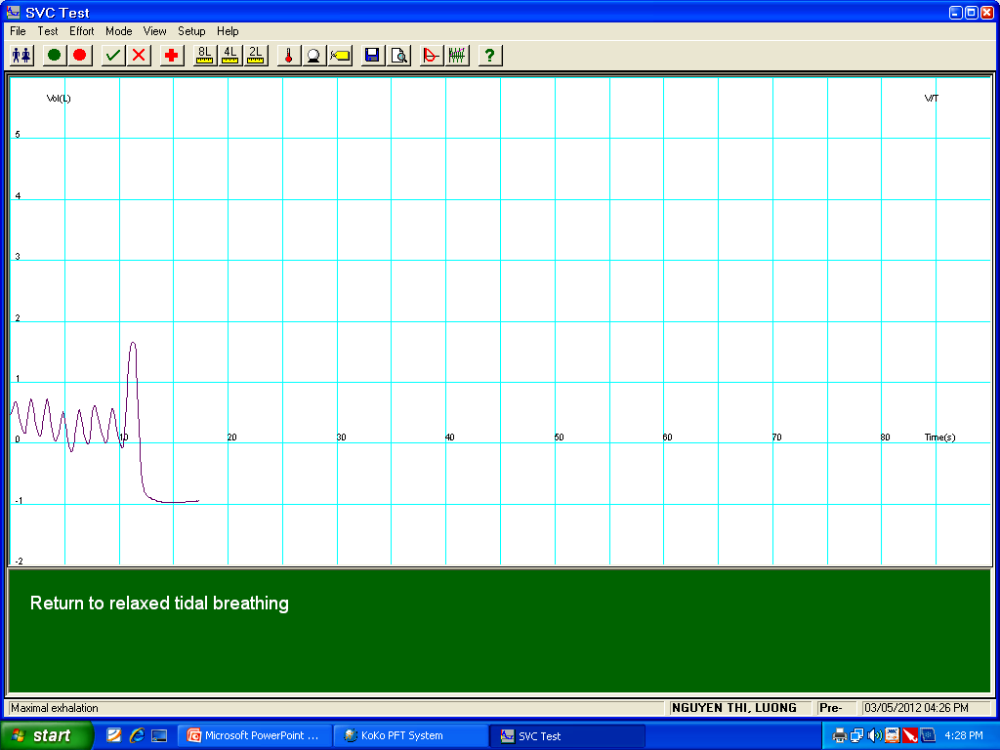 SVC Test
File Test Effort Mode View Setup Help
8L 4L 2L ?
Vol(L) V/T
5
4
3
2
1
0 10 20 30 40 50 60 70 80 Time(s)
-1
-2
Return to relaxed tidal breathing
Maximal exhalation NGUYEN THI, LUONG Pre- 03/05/2012 04:26 PM
start Microsoft PowerPoint ... KoKo PFT System SVC Test 4:28 PM